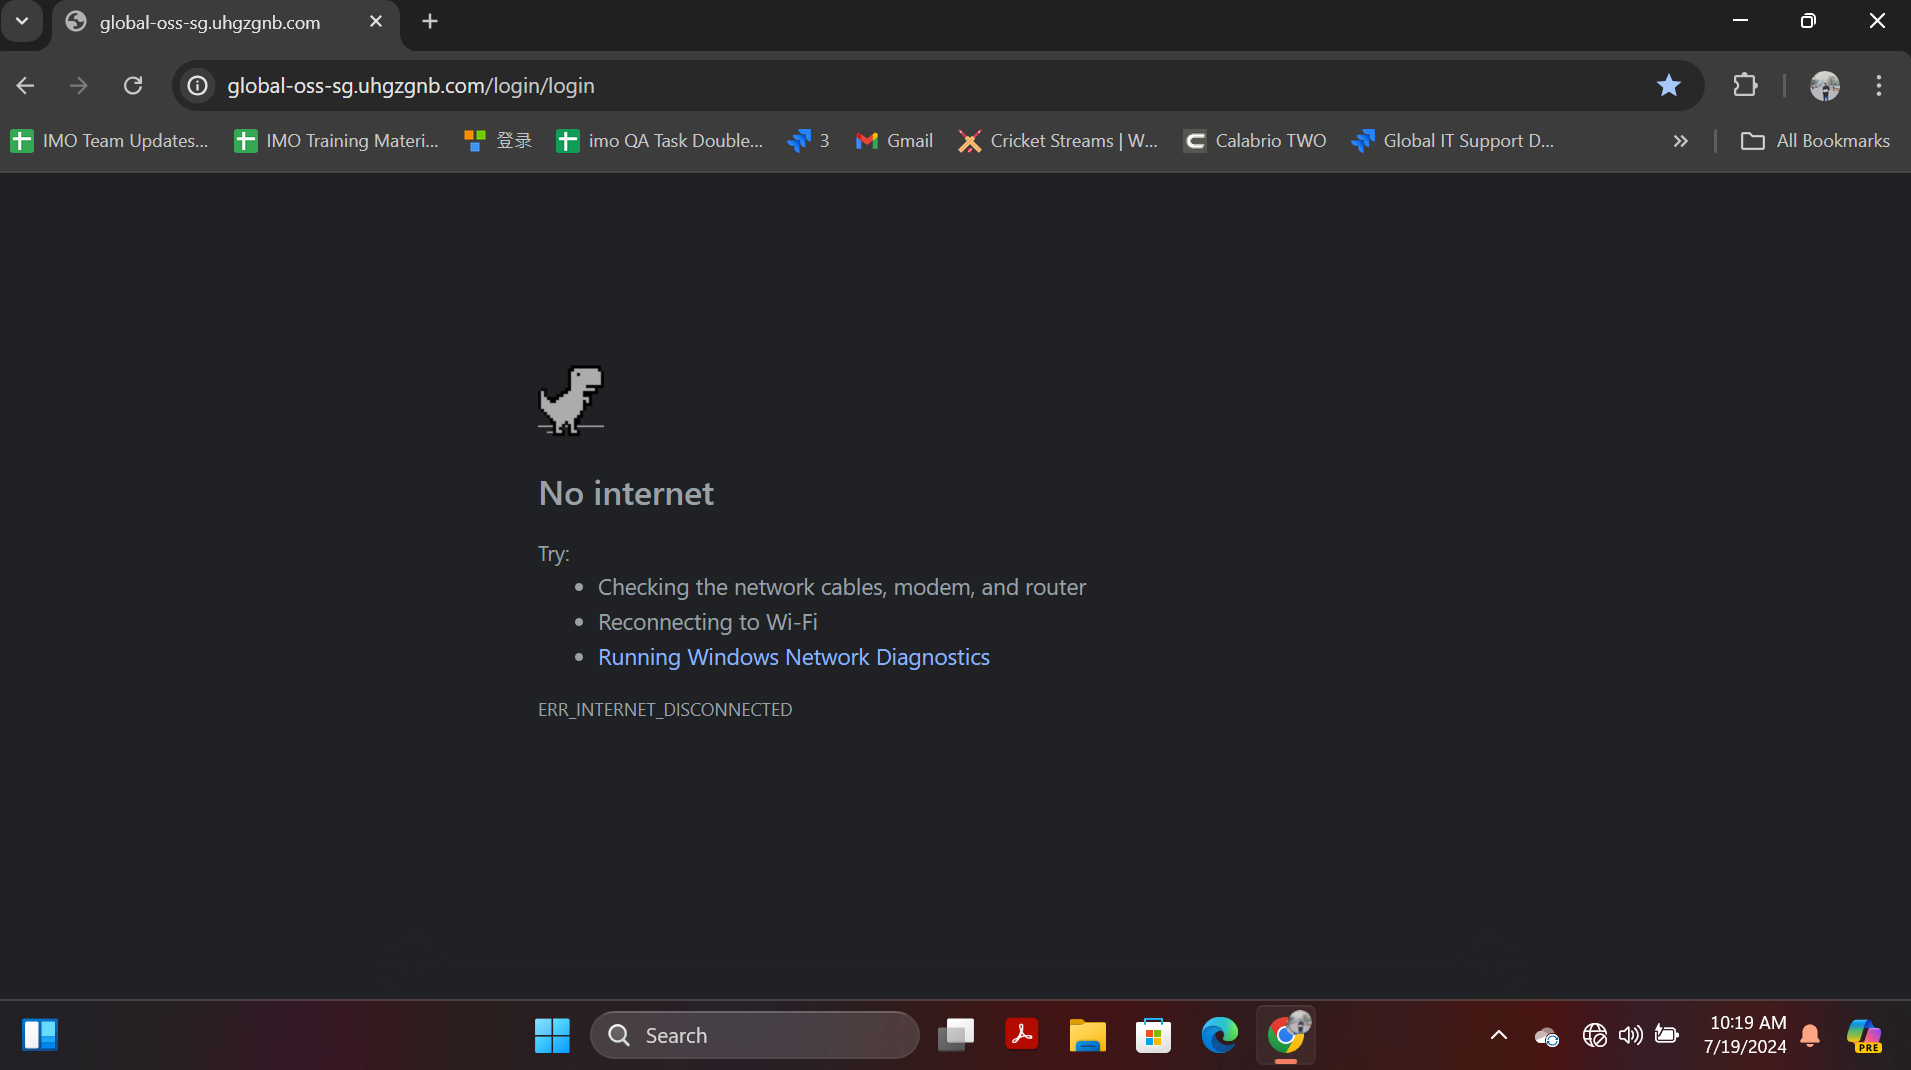 global-oss-sg.uhgzgnb.com
global-oss-sg.uhgzgnb.com/login/login
IMO Team Updates...
IMO Training Materi...
登录
imo QA Task Double...
3
Gmail
Cricket Streams | W...
Calabrio TWO
Global IT Support D...
All Bookmarks
No internet
Try:
Checking the network cables, modem, and router
Reconnecting to Wi-Fi
Running Windows Network Diagnostics
ERR_INTERNET_DISCONNECTED
Search
10:19 AM
7/19/2024
PRE